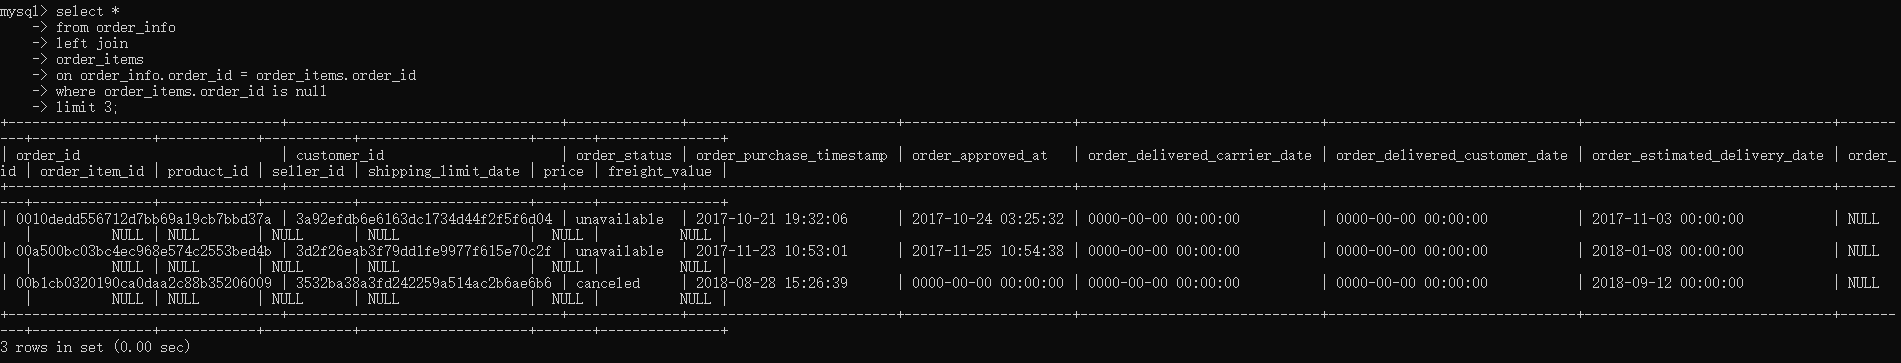 mysql> select *
    -> from order_info
    -> left join
    -> order_items
    -> on order_info.order_id = order_items.order_id
    -> where order_items.order_id is null
    -> limit 3;
+----------------------------------+----------------------------------+--------------+--------------------------+---------------------+------------------------------+-------------------------------+-------------------------------+-------
---+---------------+------------+-----------+---------------------+-------+---------------+
| order_id                         | customer_id                      | order_status | order_purchase_timestamp | order_approved_at   | order_delivered_carrier_date | order_delivered_customer_date | order_estimated_delivery_date | order_
id | order_item_id | product_id | seller_id | shipping_limit_date | price | freight_value |
+----------------------------------+----------------------------------+--------------+--------------------------+---------------------+------------------------------+-------------------------------+-------------------------------+-------
---+---------------+------------+-----------+---------------------+-------+---------------+
| 0010dedd556712d7bb69a19cb7bbd37a | 3a92efdb6e6163dc1734d44f2f5f6d04 | unavailable  | 2017-10-21 19:32:06      | 2017-10-24 03:25:32 | 0000-00-00 00:00:00          | 0000-00-00 00:00:00           | 2017-11-03 00:00:00           | NULL
   |          NULL | NULL       | NULL      | NULL                |  NULL |          NULL |
| 00a500bc03bc4ec968e574c2553bed4b | 3d2f26eab3f79dd1fe9977f615e70c2f | unavailable  | 2017-11-23 10:53:01      | 2017-11-25 10:54:38 | 0000-00-00 00:00:00          | 0000-00-00 00:00:00           | 2018-01-08 00:00:00           | NULL
   |          NULL | NULL       | NULL      | NULL                |  NULL |          NULL |
| 00b1cb0320190ca0daa2c88b35206009 | 3532ba38a3fd242259a514ac2b6ae6b6 | canceled     | 2018-08-28 15:26:39      | 0000-00-00 00:00:00 | 0000-00-00 00:00:00          | 0000-00-00 00:00:00           | 2018-09-12 00:00:00           | NULL
   |          NULL | NULL       | NULL      | NULL                |  NULL |          NULL |
+----------------------------------+----------------------------------+--------------+--------------------------+---------------------+------------------------------+-------------------------------+-------------------------------+-------
---+---------------+------------+-----------+---------------------+-------+---------------+
3 rows in set (0.00 sec)